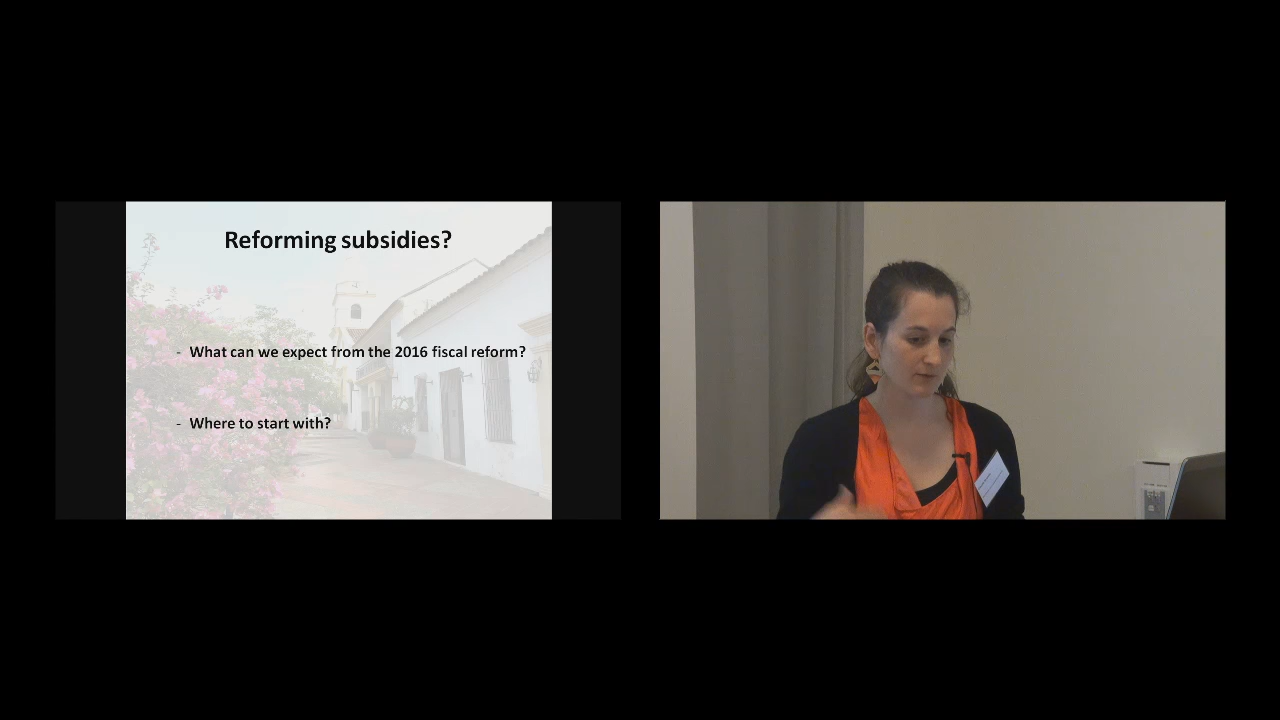 Reforming subsidies?
- What can we expect from the 2016 fiscal reform?
- Where to start with?